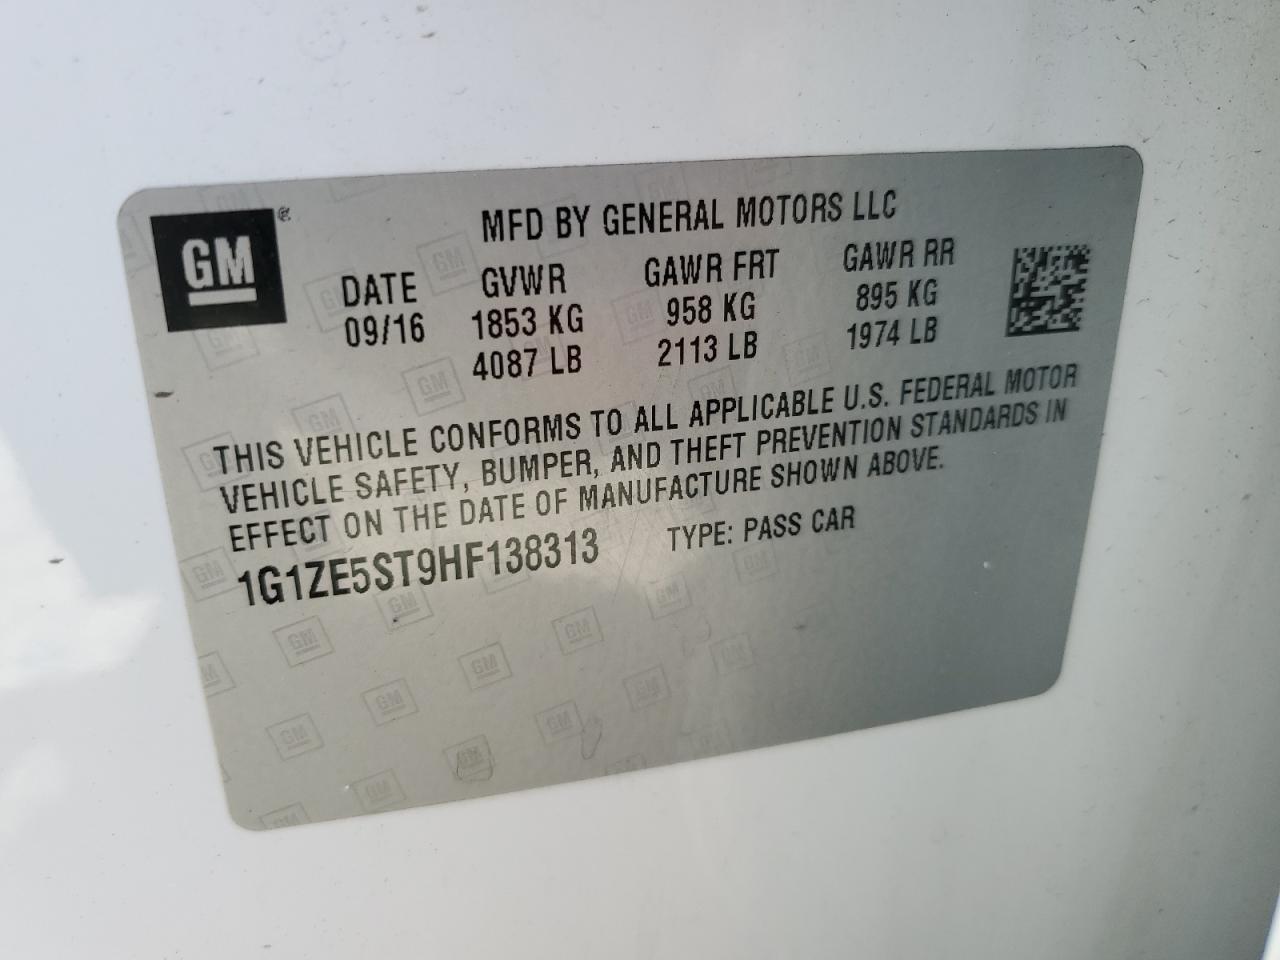 GM ®
MFD BY GENERAL MOTORS LLC
DATE GVWR GAWR FRT GAWR RR
09/16 1853 KG 958 KG 895 KG
4087 LB 2113 LB 1974 LB
THIS VEHICLE CONFORMS TO ALL APPLICABLE U.S. FEDERAL MOTOR
VEHICLE SAFETY, BUMPER, AND THEFT PREVENTION STANDARDS IN
EFFECT ON THE DATE OF MANUFACTURE SHOWN ABOVE.
1G1ZE5ST9HF138313 TYPE: PASS CAR